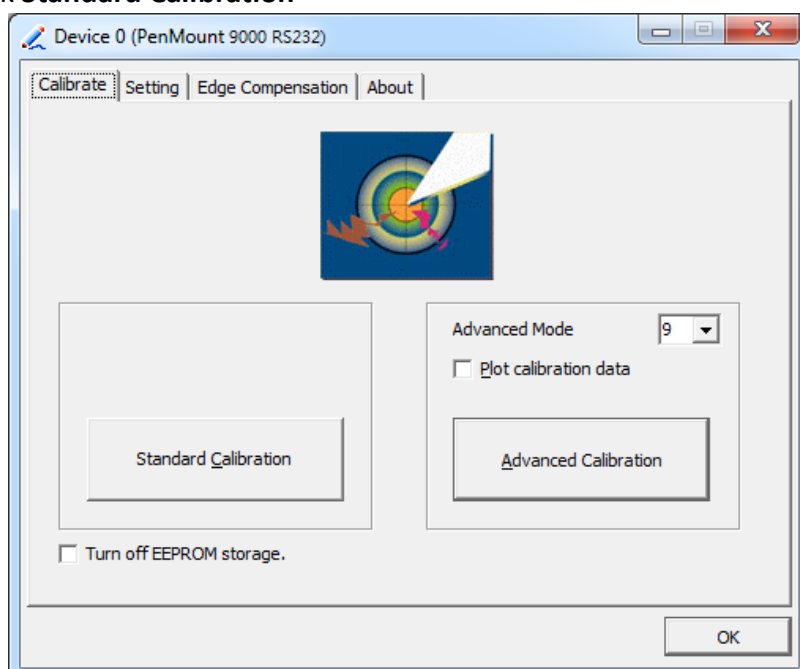 k Standard Calibration
Device 0 (PenMount 9000 RS232)
Calibrate Setting Edge Compensation About
Advanced Mode 9
Plot calibration data
Standard Calibration Advanced Calibration
Turn off EEPROM storage.
OK